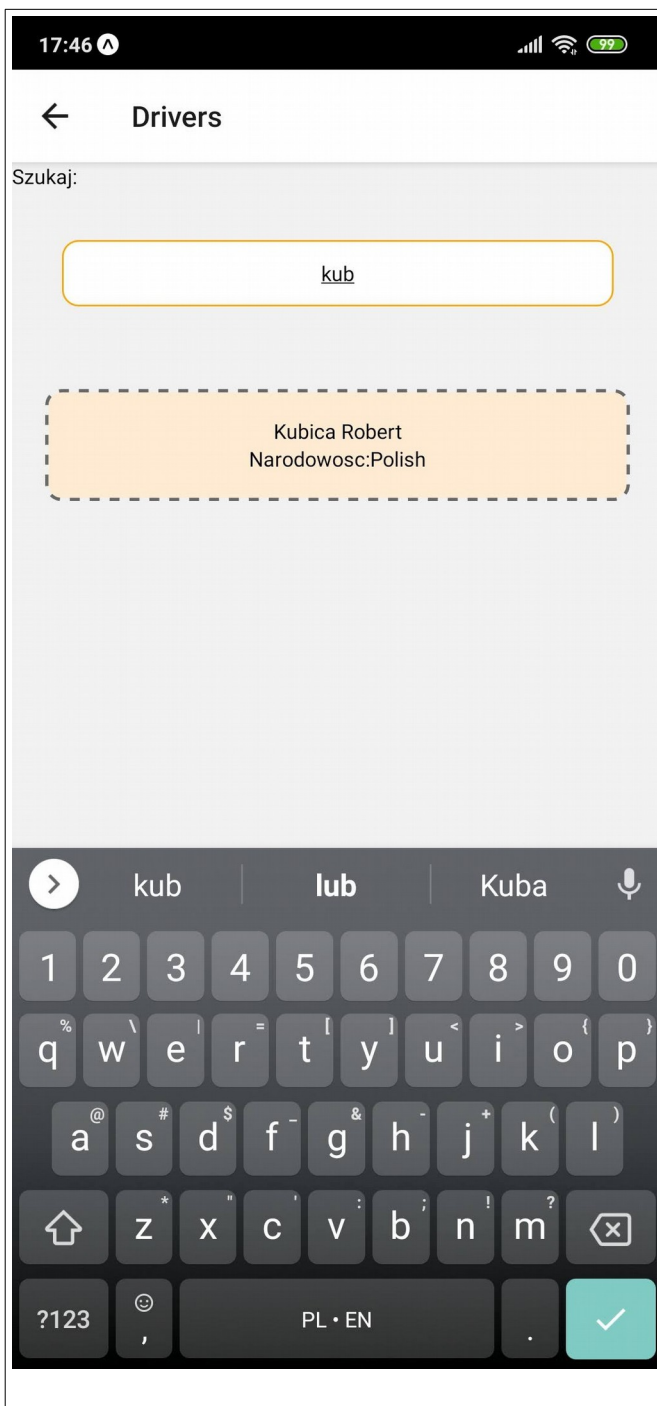 17:46
99
Drivers
Szukaj:
kub
Kubica Robert
Narodowosc:Polish
kub lub Kuba
1 2 3 4 5 6 7 8 9 0
% \ | = [ ] < > { }
q w e r t y u i o p
@ # $ _ & - + ( )
a s d f g h j k l
* " ' : ; ! ?
z x c v b n m
?123 , PL • EN .